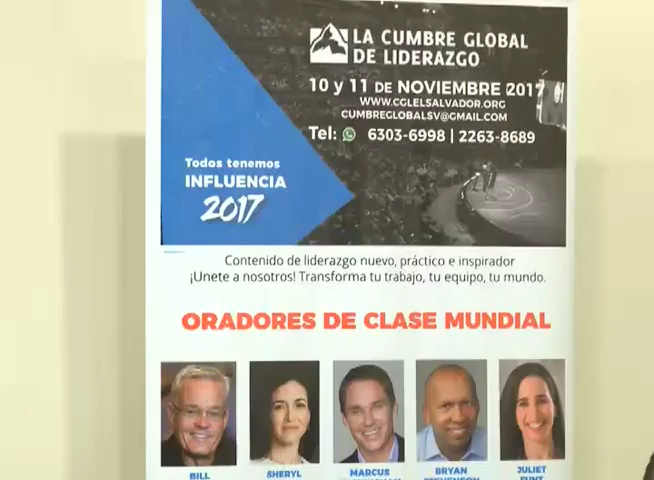 LA CUMBRE GLOBAL
DE LIDERAZGO
10 y 11 DE NOVIEMBRE 2017
WWW.CGLELSALVADOR.ORG
CUMBREGLOBALSV@GMAIL.COM
Tel: 6303-6998 | 2263-8689
Todos tenemos
INFLUENCIA
2017
Contenido de liderazgo nuevo, práctico e inspirador
¡Unete a nosotros! Transforma tu trabajo, tu equipo, tu mundo.
ORADORES DE CLASE MUNDIAL
BILL SHERYL MARCUS BRYAN JULIET